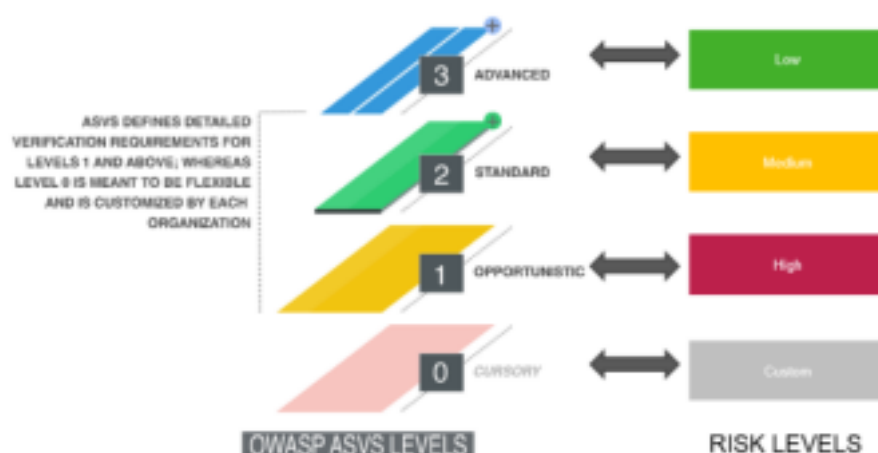 3 ADVANCED
Low
ASVS DEFINES DETAILED
VERIFICATION REQUIREMENTS FOR
LEVELS 1 AND ABOVE; WHEREAS
LEVEL 0 IS MEANT TO BE FLEXIBLE
AND IS CUSTOMIZED BY EACH
ORGANIZATION
2 STANDARD
Medium
1 OPPORTUNISTIC
High
0 CURSORY
Custom
OWASP ASVS LEVELS
RISK LEVELS